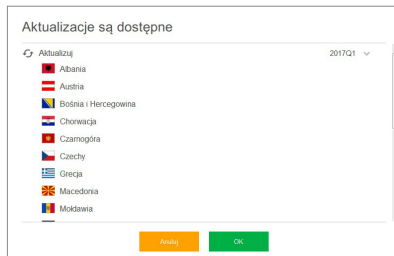 Aktualizacje są dostępne
Aktualizuj 2017Q1
Albania
Austria
Bośnia i Hercegowina
Chorwacja
Czarnogóra
Czechy
Grecja
Macedonia
Mołdawia
Anuluj OK